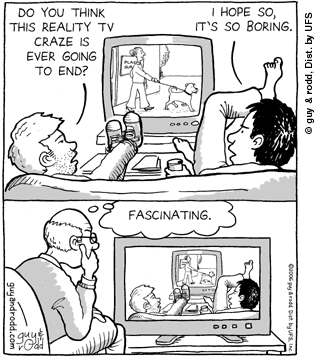 DO YOU THINK
THIS REALITY TV
CRAZE IS
EVER GOING
TO END?
I HOPE SO,
IT'S SO BORING.
© guy & rodd, Dist. by UFS
FASCINATING.
guyandrodd.com
guy &
rodd
©2006 guy & rodd Dist. by UFS, Inc.